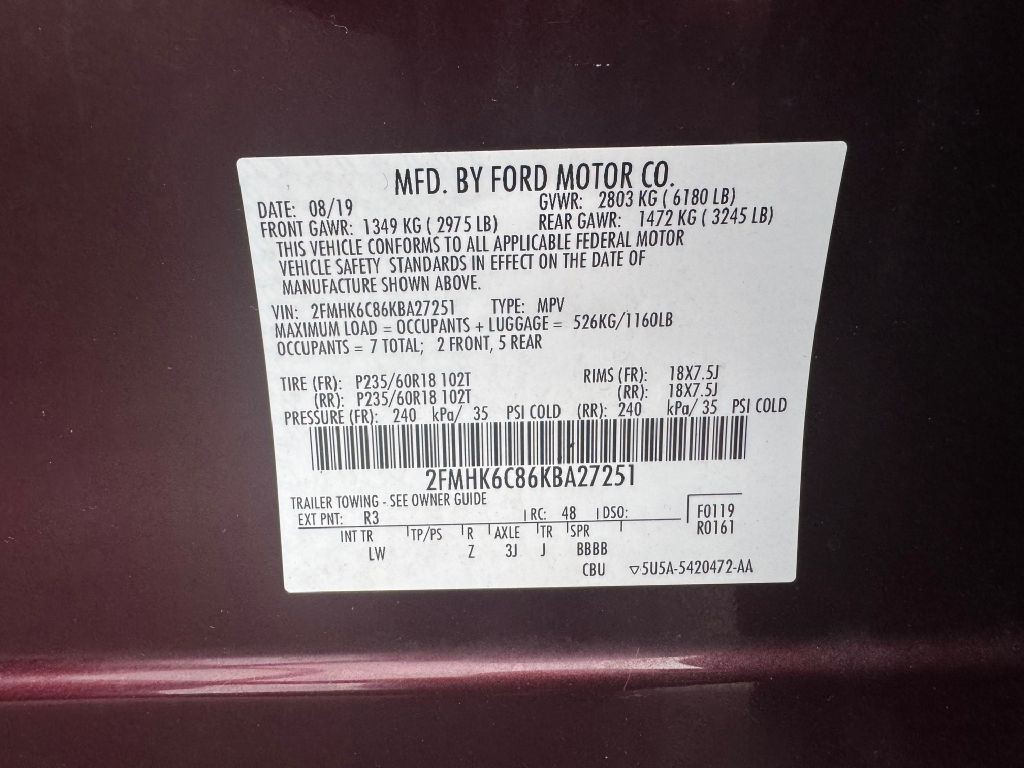 MFD. BY FORD MOTOR CO.
DATE: 08/19 GVWR: 2803 KG ( 6180 LB)
FRONT GAWR: 1349 KG ( 2975 LB) REAR GAWR: 1472 KG ( 3245 LB)
THIS VEHICLE CONFORMS TO ALL APPLICABLE FEDERAL MOTOR
VEHICLE SAFETY STANDARDS IN EFFECT ON THE DATE OF
MANUFACTURE SHOWN ABOVE.
VIN: 2FMHK6C86KBA27251 TYPE: MPV
MAXIMUM LOAD = OCCUPANTS + LUGGAGE = 526KG/1160LB
OCCUPANTS = 7 TOTAL; 2 FRONT, 5 REAR
TIRE (FR): P235/60R18 102T RIMS (FR): 18X7.5J
(RR): P235/60R18 102T (RR): 18X7.5J
PRESSURE (FR): 240 kPa/ 35 PSI COLD (RR): 240 kPa/ 35 PSI COLD
2FMHK6C86KBA27251
TRAILER TOWING - SEE OWNER GUIDE
EXT PNT: R3 RC: 48 DSO: F0119
INT TR TP/PS R AXLE TR SPR R0161
LW Z 3J J BBBB
CBU ▽5U5A-5420472-AA